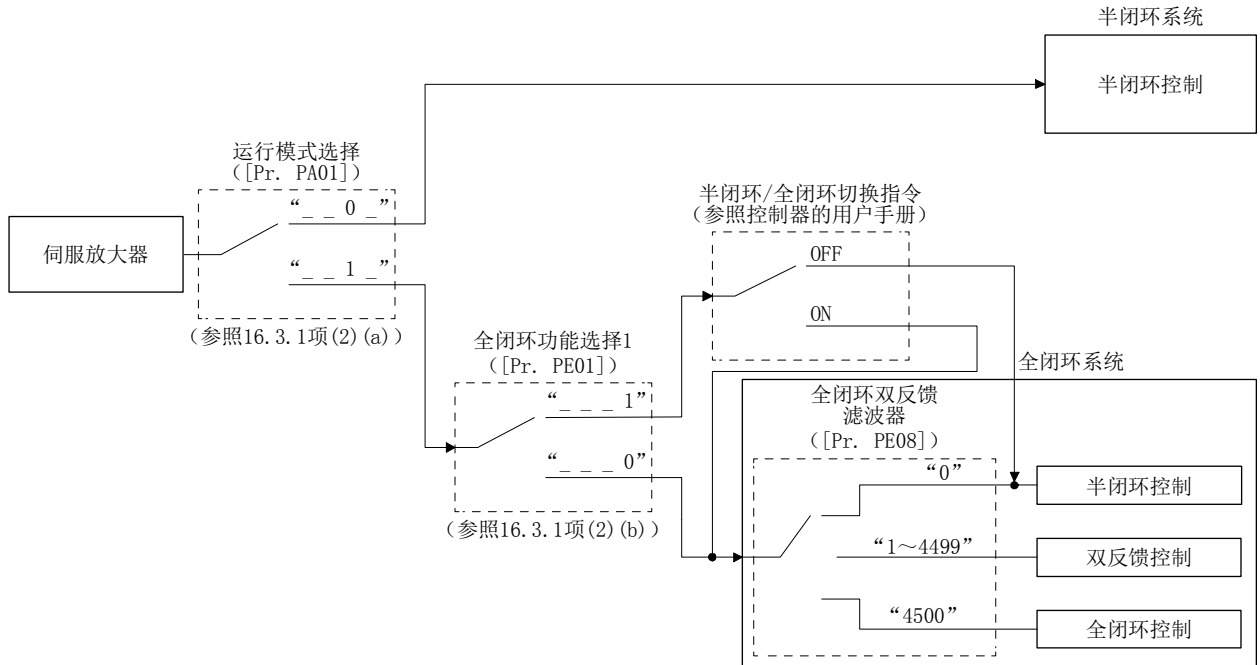 半闭环系统
半闭环控制
运行模式选择
（[Pr. PA01]）
“_ _ 0 _”
伺服放大器
“_ _ 1 _”
（参照16.3.1项(2)(a)）
半闭环/全闭环切换指令
（参照控制器的用户手册）
OFF
ON
全闭环功能选择1
（[Pr. PE01]）
“_ _ _ 1”
“_ _ _ 0”
（参照16.3.1项(2)(b)）
全闭环系统
全闭环双反馈
滤波器
（[Pr. PE08]）
“0”
半闭环控制
“1～4499”
双反馈控制
“4500”
全闭环控制